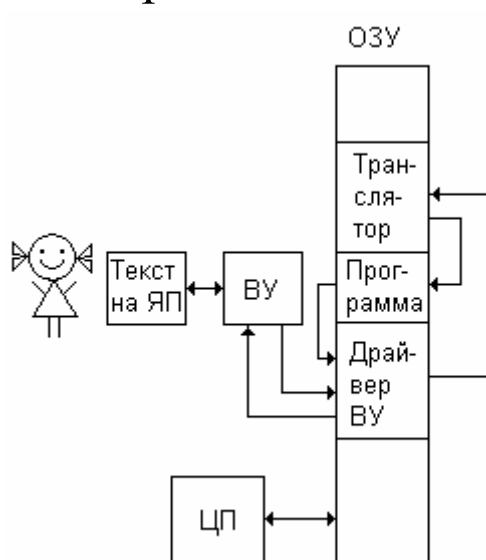 ОЗУ
Тран-
сля-
тор
Текст
на ЯП
ВУ
Прог-
рамма
Драй-
вер
ВУ
ЦП